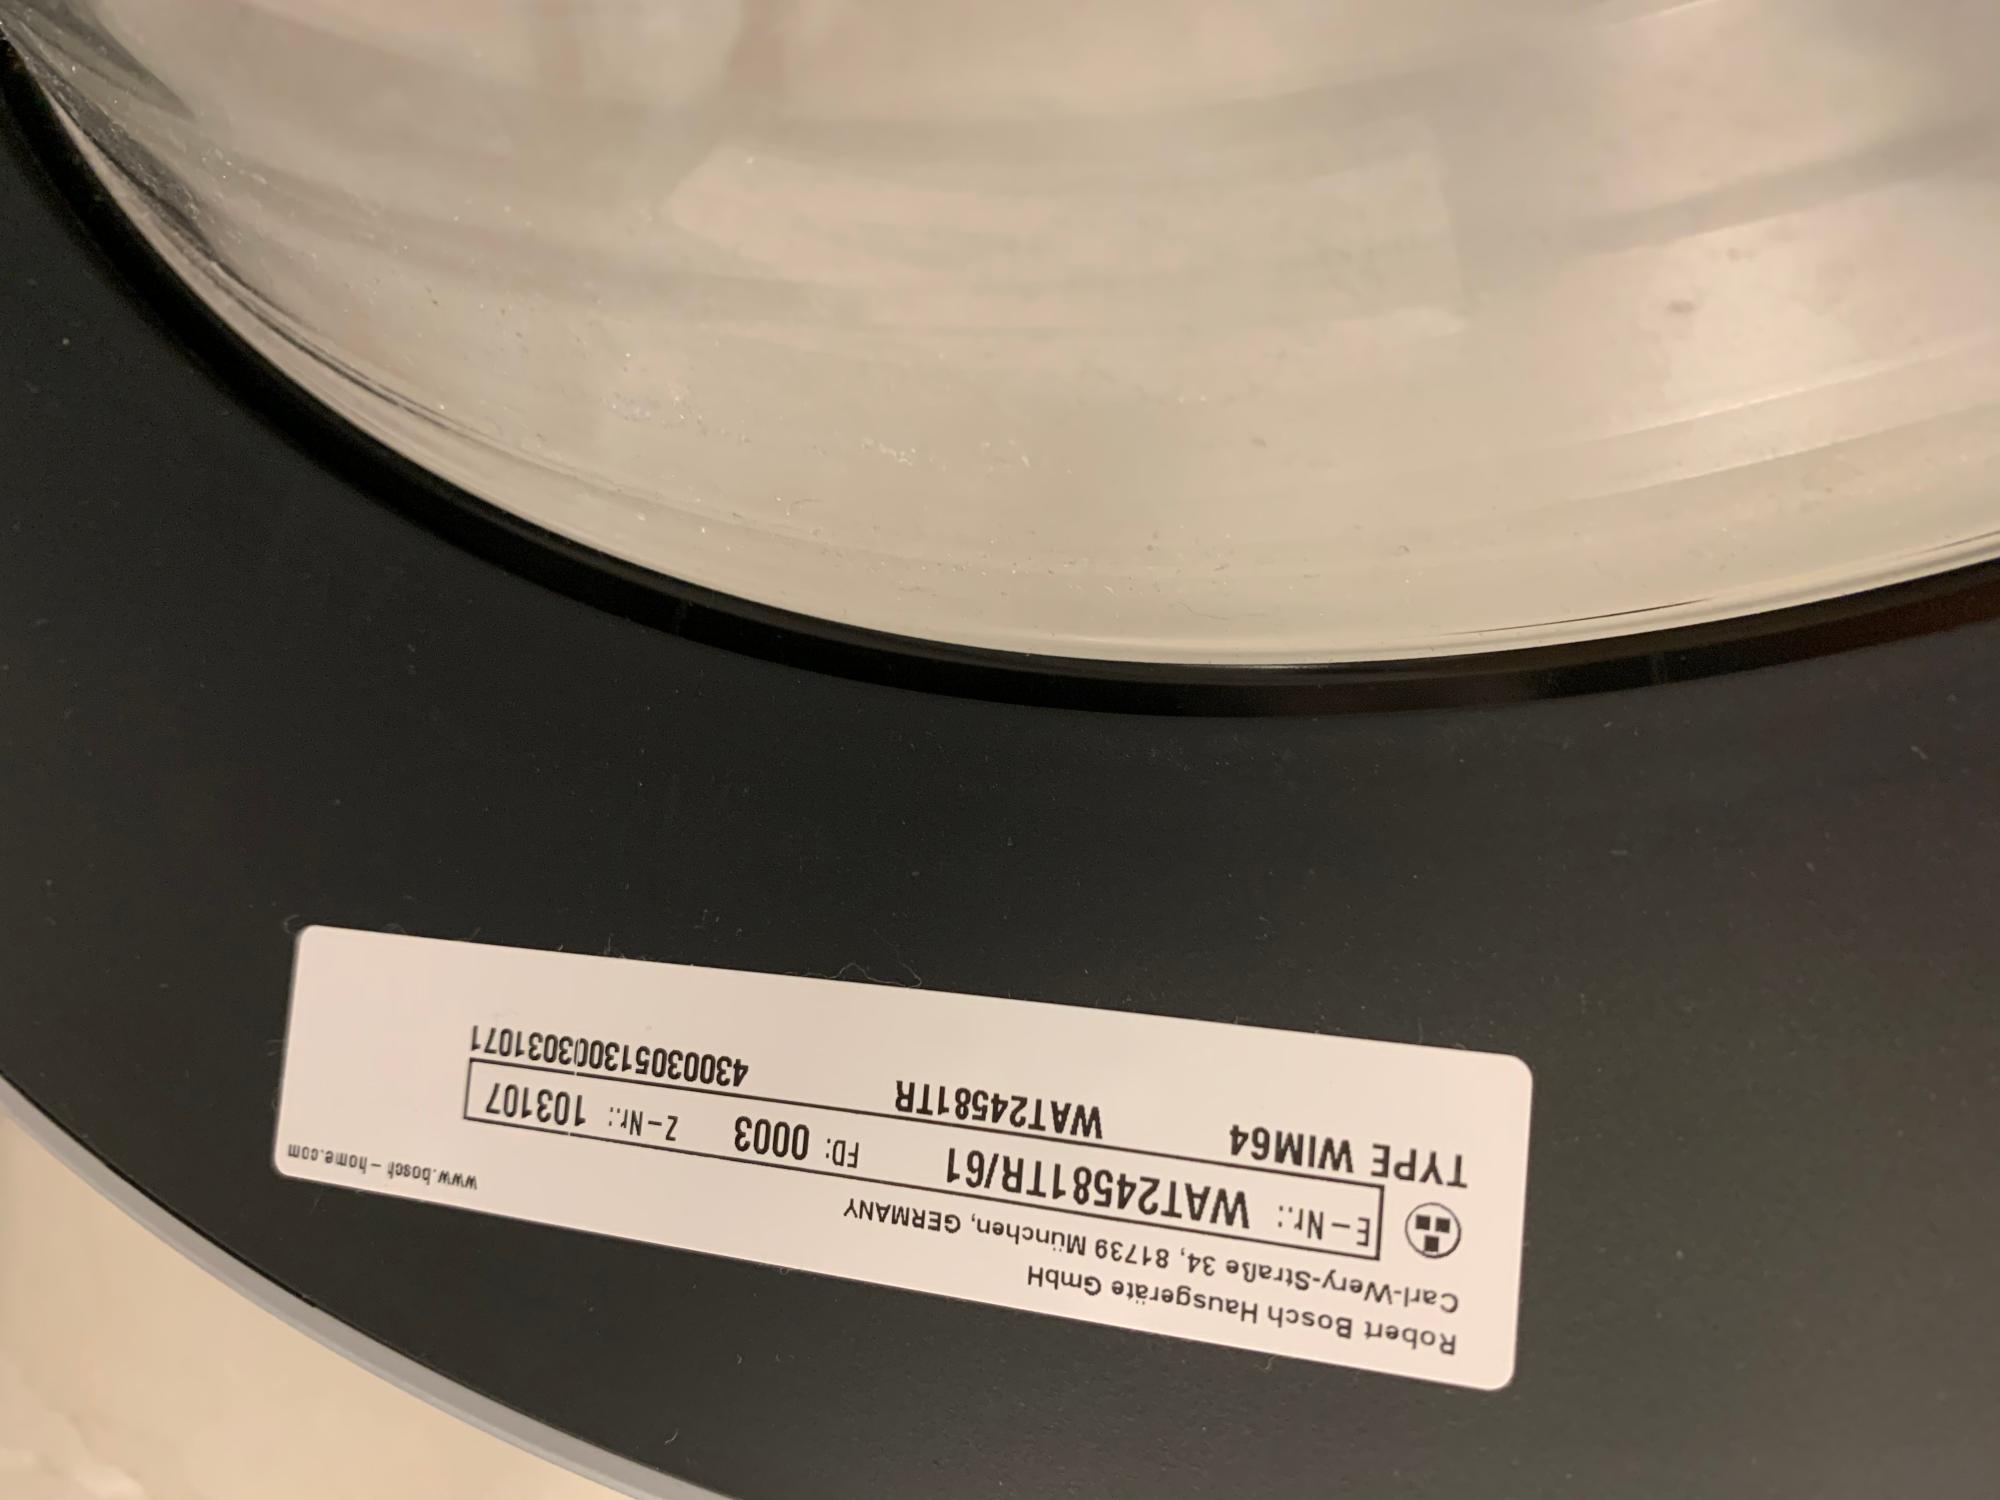 Robert Bosch Hausgeräte GmbH
Carl-Wery-Straße 34, 81739 München, GERMANY
www.bosch-home.com
E-Nr.: WAT24581TR/61 FD: 0003 Z-Nr.: 103107
TYPE WIM64 WAT24581TR 430030513003031071